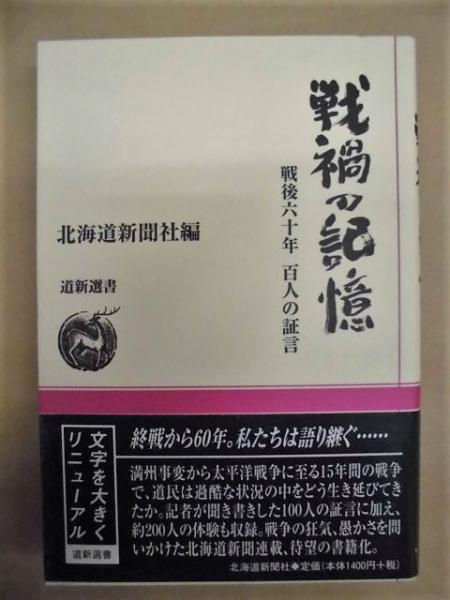 戦禍の記憶
戦後六十年 百人の証言
北海道新聞社編
道新選書
終戦から60年。私たちは語り継ぐ……
満州事変から太平洋戦争に至る15年間の戦争
で、道民は過酷な状況の中をどう生き延びてき
たか。記者が聞き書きした100人の証言に加え、
約200人の体験も収録。戦争の狂気、愚かさを問
いかけた北海道新聞連載、待望の書籍化。
北海道新聞社●定価(本体1400円+税)
文字を大きく
リニューアル
道新選書